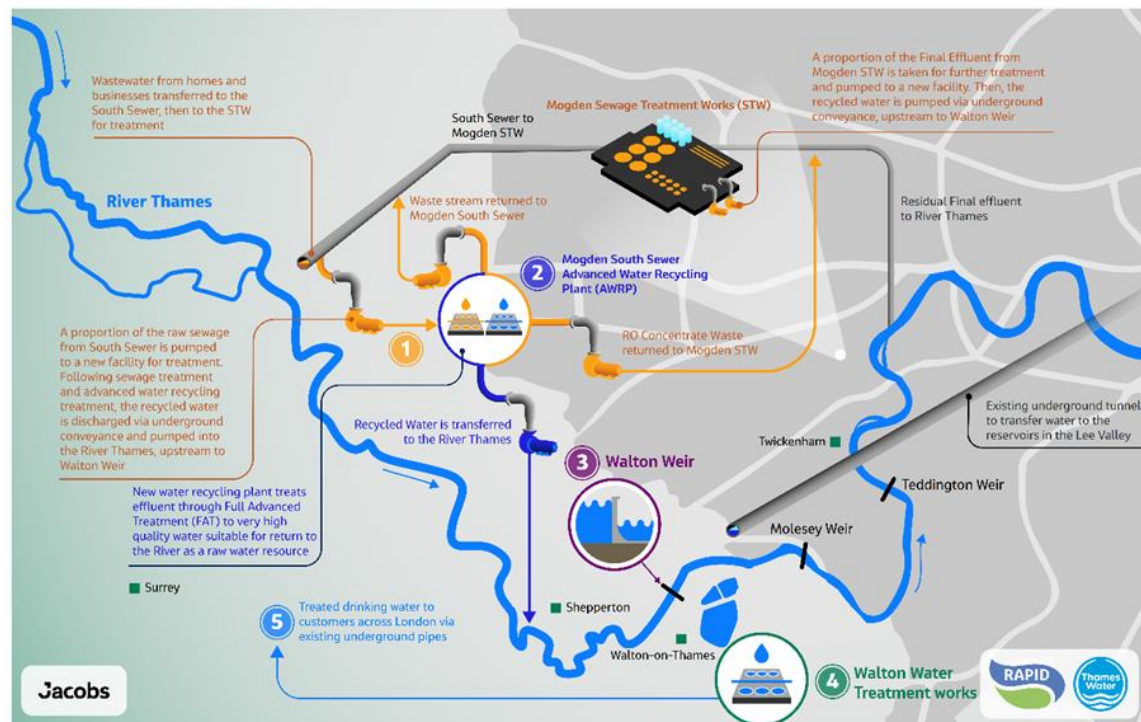 Wastewater from homes and
businesses transferred to the
South Sewer, then to the STW
for treatment
South Sewer to
Mogden STW
Mogden Sewage Treatment Works (STW)
A proportion of the Final Effluent from
Mogden STW is taken for further treatment
and pumped to a new facility. Then, the
recycled water is pumped via underground
conveyance, upstream to Walton Weir
River Thames
Waste stream returned to
Mogden South Sewer
2
Mogden South Sewer
Advanced Water Recycling
Plant (AWRP)
Residual Final effluent
to River Thames
1
A proportion of the raw sewage
from South Sewer is pumped
to a new facility for treatment.
Following sewage treatment
and advanced water recycling
treatment, the recycled water
is discharged via underground
conveyance and pumped into
the River Thames, upstream to
Walton Weir
RO Concentrate Waste
returned to Mogden STW
Recycled Water is transferred
to the River Thames
Existing underground tunnel
to transfer water to the
reservoirs in the Lee Valley
Twickenham
3
Walton Weir
Teddington Weir
Molesey Weir
New water recycling plant treats
effluent through Full Advanced
Treatment (FAT) to very high
quality water suitable for return to
the River as a raw water resource
Surrey
Shepperton
Walton-on-Thames
5
Treated drinking water to
customers across London via
existing underground pipes
4
Walton Water
Treatment works
Jacobs
RAPID
Thames
Water